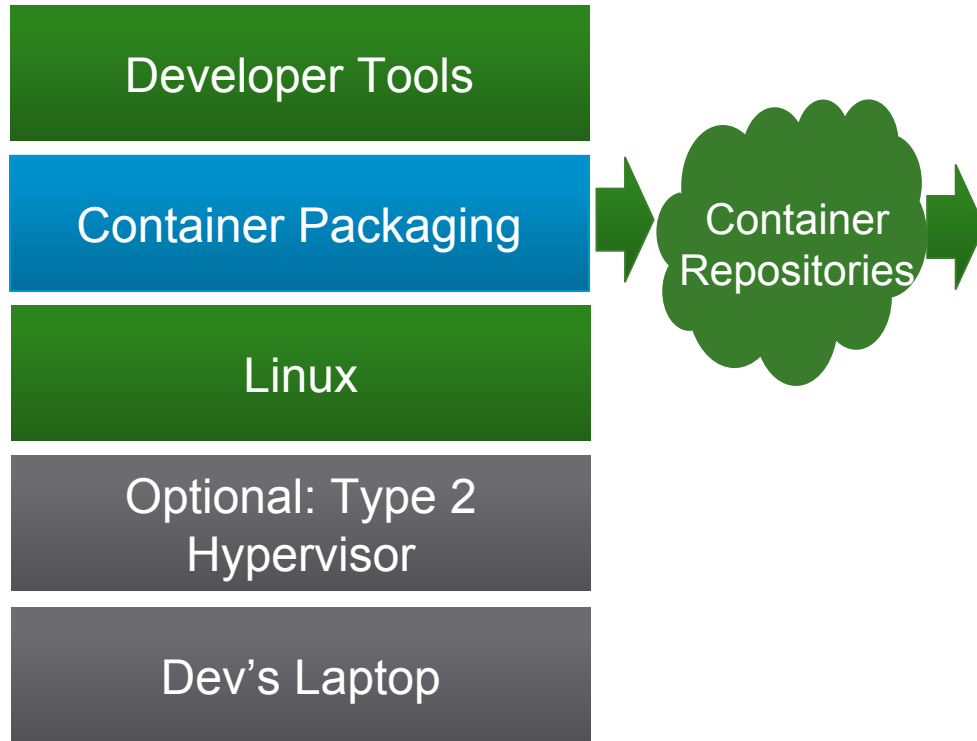 Developer Tools
Container Packaging
Container
Repositories
Linux
Optional: Type 2
Hypervisor
Dev’s Laptop